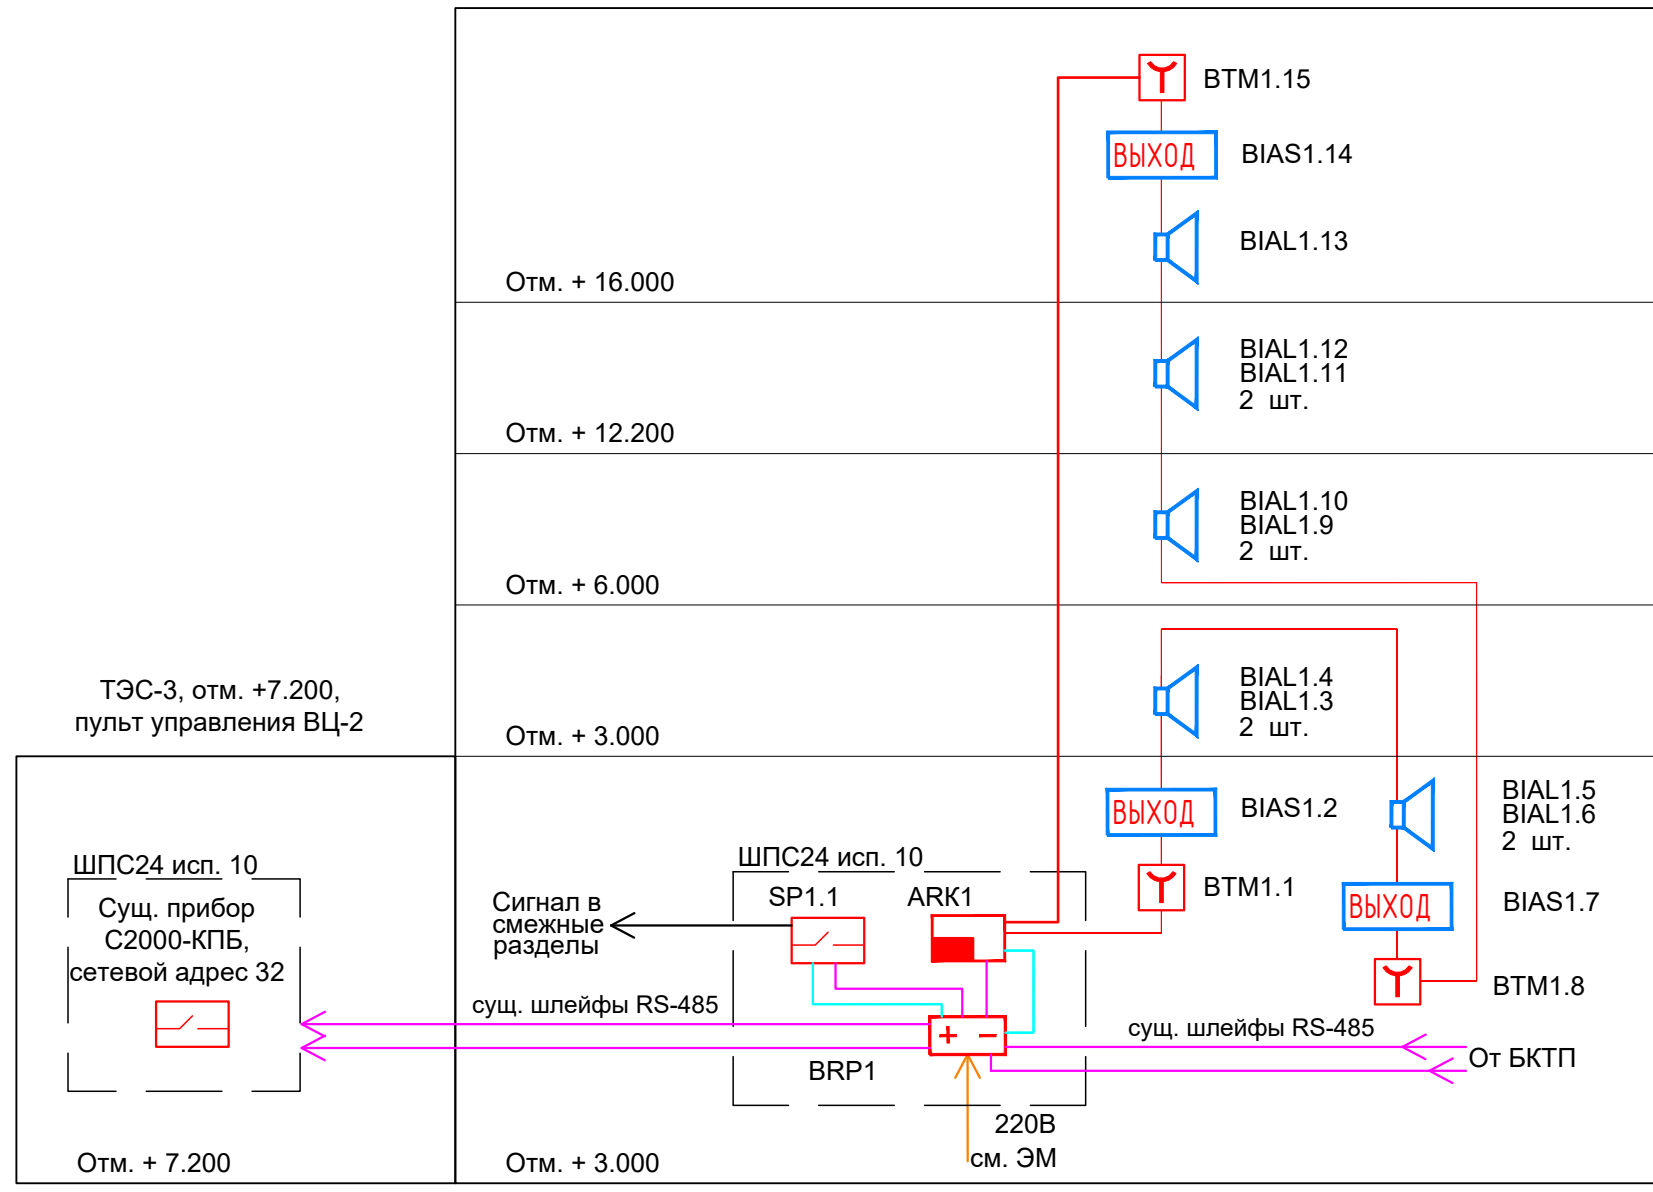 BTM1.15
ВЫХОД
BIAS1.14
BIAL1.13
Отм. + 16.000
BIAL1.12
BIAL1.11
2 шт.
Отм. + 12.200
BIAL1.10
BIAL1.9
2 шт.
Отм. + 6.000
BIAL1.4
BIAL1.3
2 шт.
Отм. + 3.000
ТЭС-3, отм. +7.200,
пульт управления ВЦ-2
BIAL1.5
BIAL1.6
2 шт.
ВЫХОД
BIAS1.2
ШПС24 исп. 10
ШПС24 исп. 10
SP1.1
ARK1
BTM1.1
ВЫХОД
BIAS1.7
Сущ. прибор
С2000-КПБ,
сетевой адрес 32
Сигнал в
смежные
разделы
BTM1.8
сущ. шлейфы RS-485
+ −
сущ. шлейфы RS-485
От БКТП
BRP1
220В
см. ЭМ
Отм. + 7.200
Отм. + 3.000